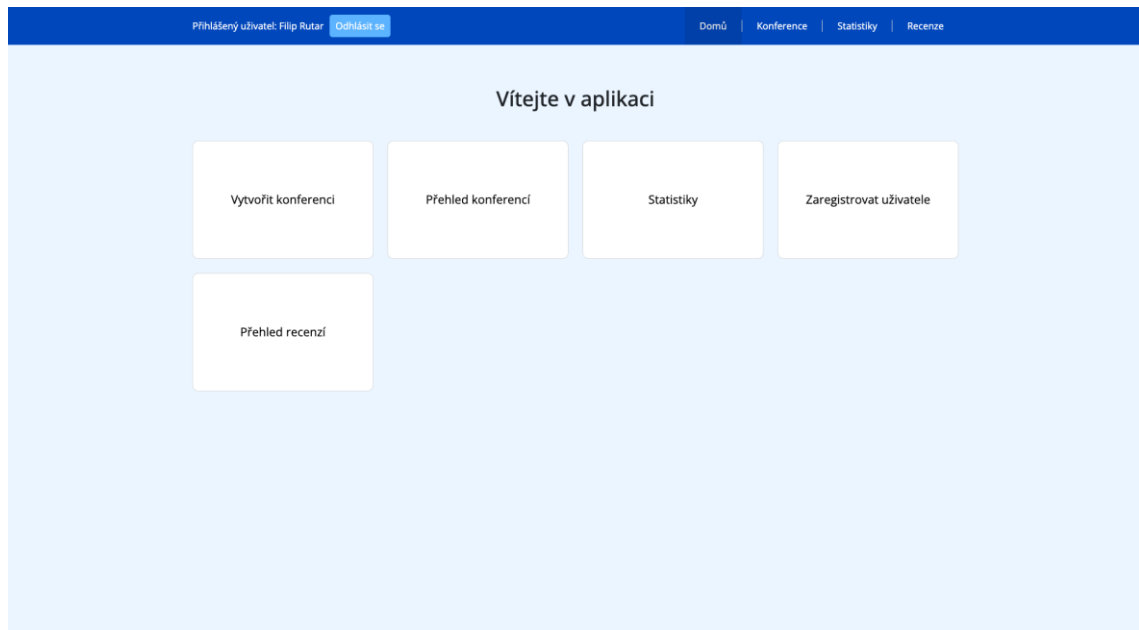 Přihlášený uživatel: Filip Rutar Odhlásit se Domů Konference Statistiky Recenze
Vítejte v aplikaci
Vytvořit konferenci Přehled konferencí Statistiky Zaregistrovat uživatele
Přehled recenzí